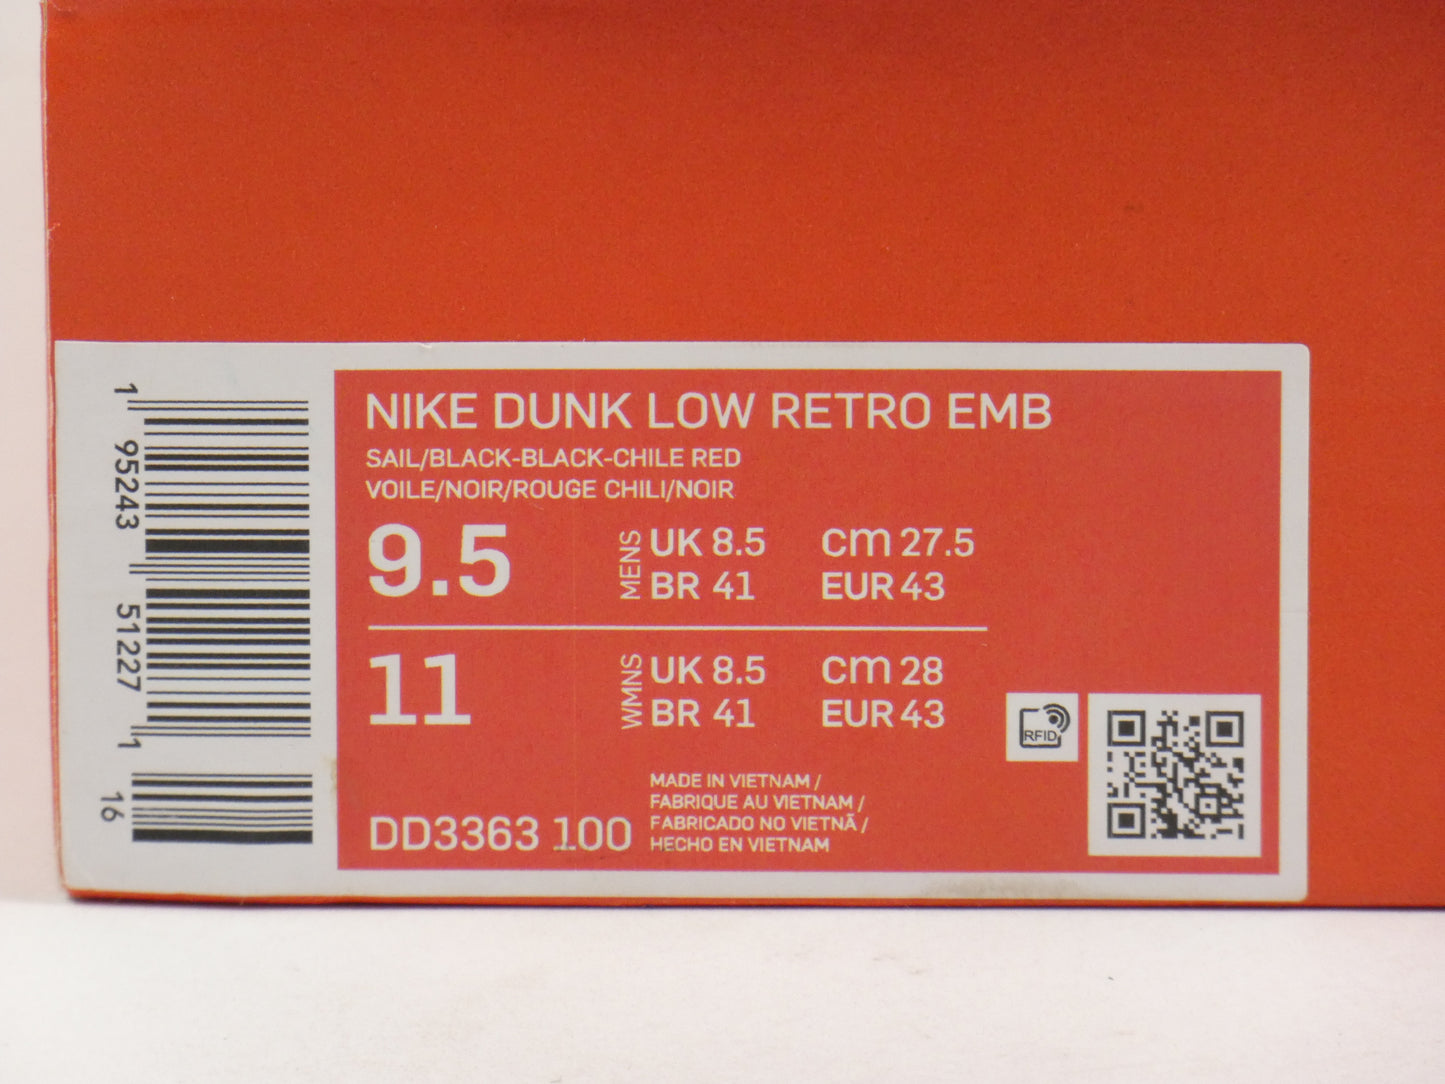 1 95243 51227 1
16
NIKE DUNK LOW RETRO EMB
SAIL/BLACK-BLACK-CHILE RED
VOILE/NOIR/ROUGE CHILI/NOIR
9.5
MENS
UK 8.5 cm 27.5
BR 41 EUR 43
11
WMNS
UK 8.5 cm 28
BR 41 EUR 43
DD3363 100
MADE IN VIETNAM /
FABRIQUE AU VIETNAM /
FABRICADO NO VIETNÃ /
HECHO EN VIETNAM
RFID